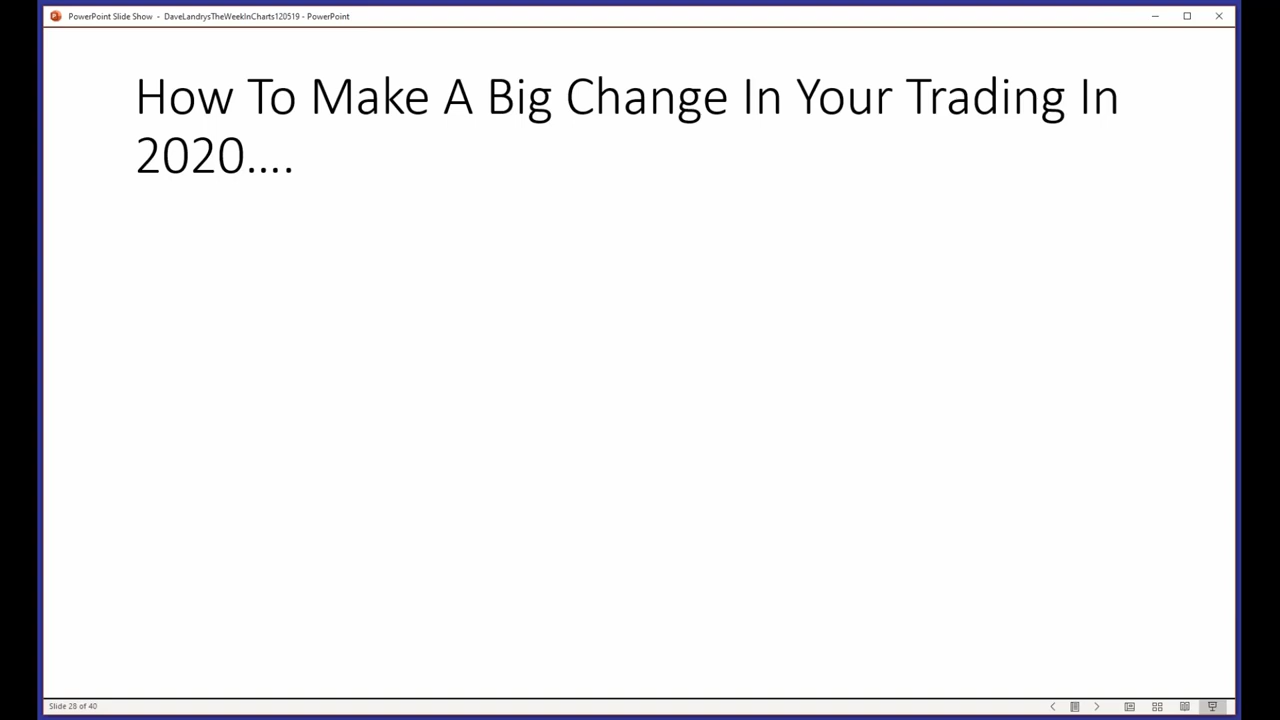 PowerPoint Slide Show - DaveLandrysTheWeekInCharts120519 - PowerPoint
How To Make A Big Change In Your Trading In
2020....
Slide 28 of 40